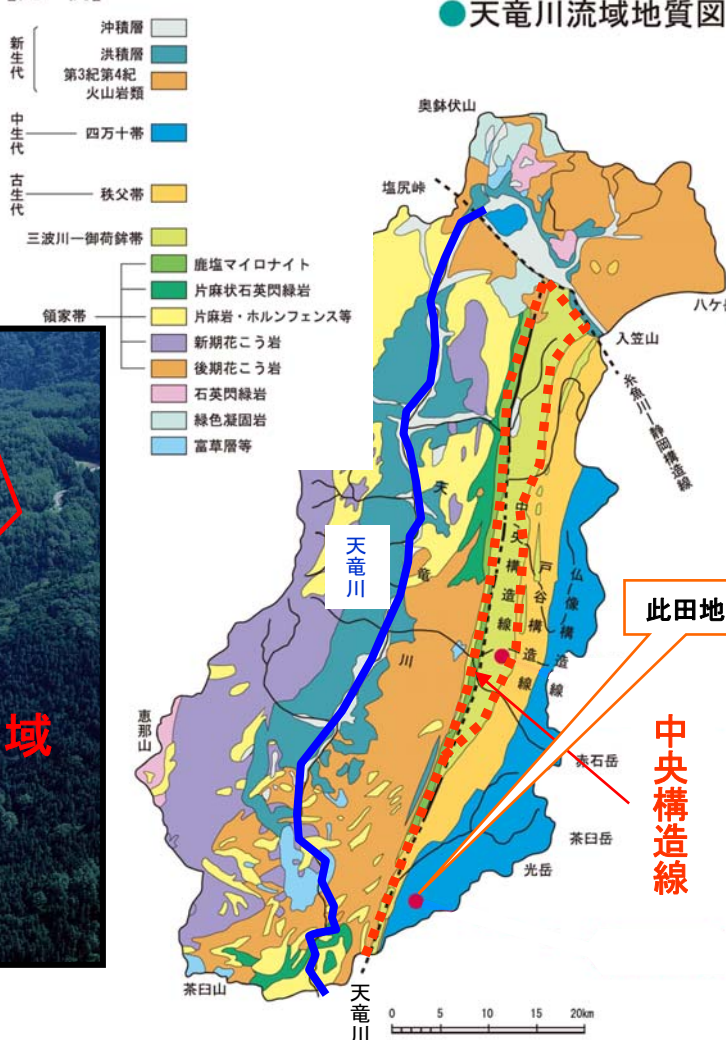 ●天竜川流域地質図
新生代
沖積層
洪積層
第3紀第4紀
火山岩類
中生代
四万十帯
古生代
秩父帯
三波川ー御荷鉾帯
領家帯
鹿塩マイロナイト
片麻状石英閃緑岩
片麻岩・ホルンフェンス等
新期花こう岩
後期花こう岩
石英閃緑岩
緑色凝固岩
富草層等
奥鉢伏山
塩尻峠
八ケ
入笠山
糸魚川ー静岡構造線
天竜川
天竜川
中央構造線
戸谷構造線
仏像構造線
此田地
域
恵那山
赤石岳
中央構造線
茶臼岳
光岳
茶臼山
天竜川
0 5 10 15 20km